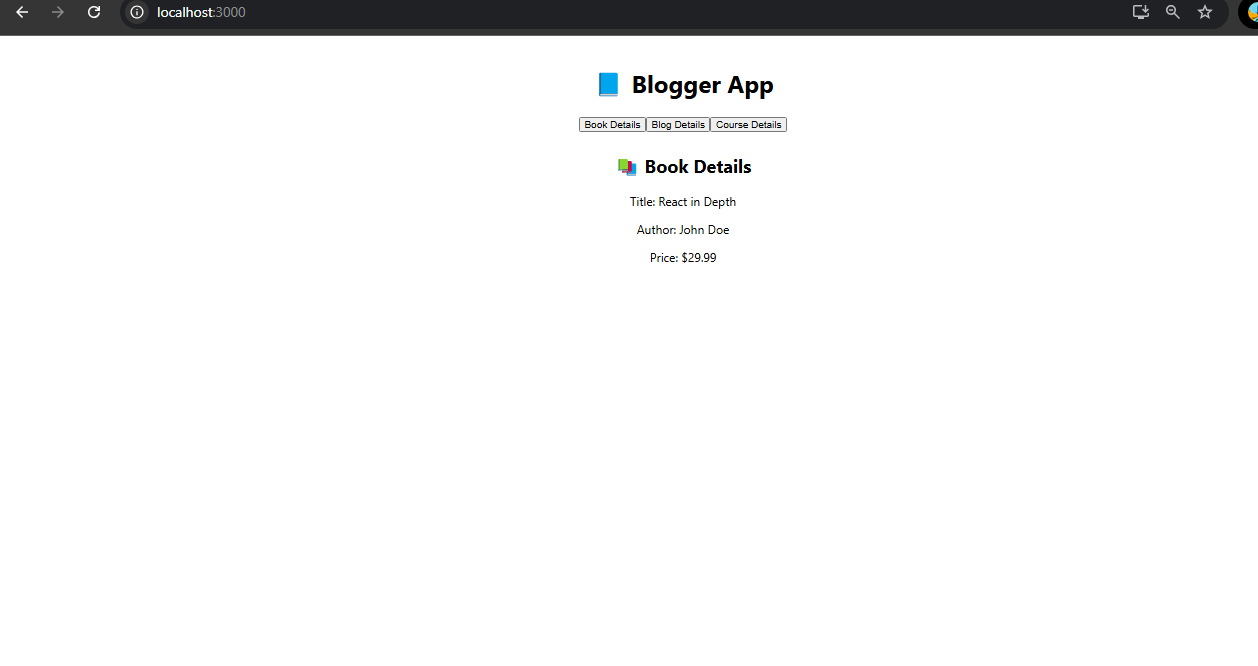 localhost:3000
📘 Blogger App
Book Details Blog Details Course Details
📚 Book Details
Title: React in Depth
Author: John Doe
Price: $29.99